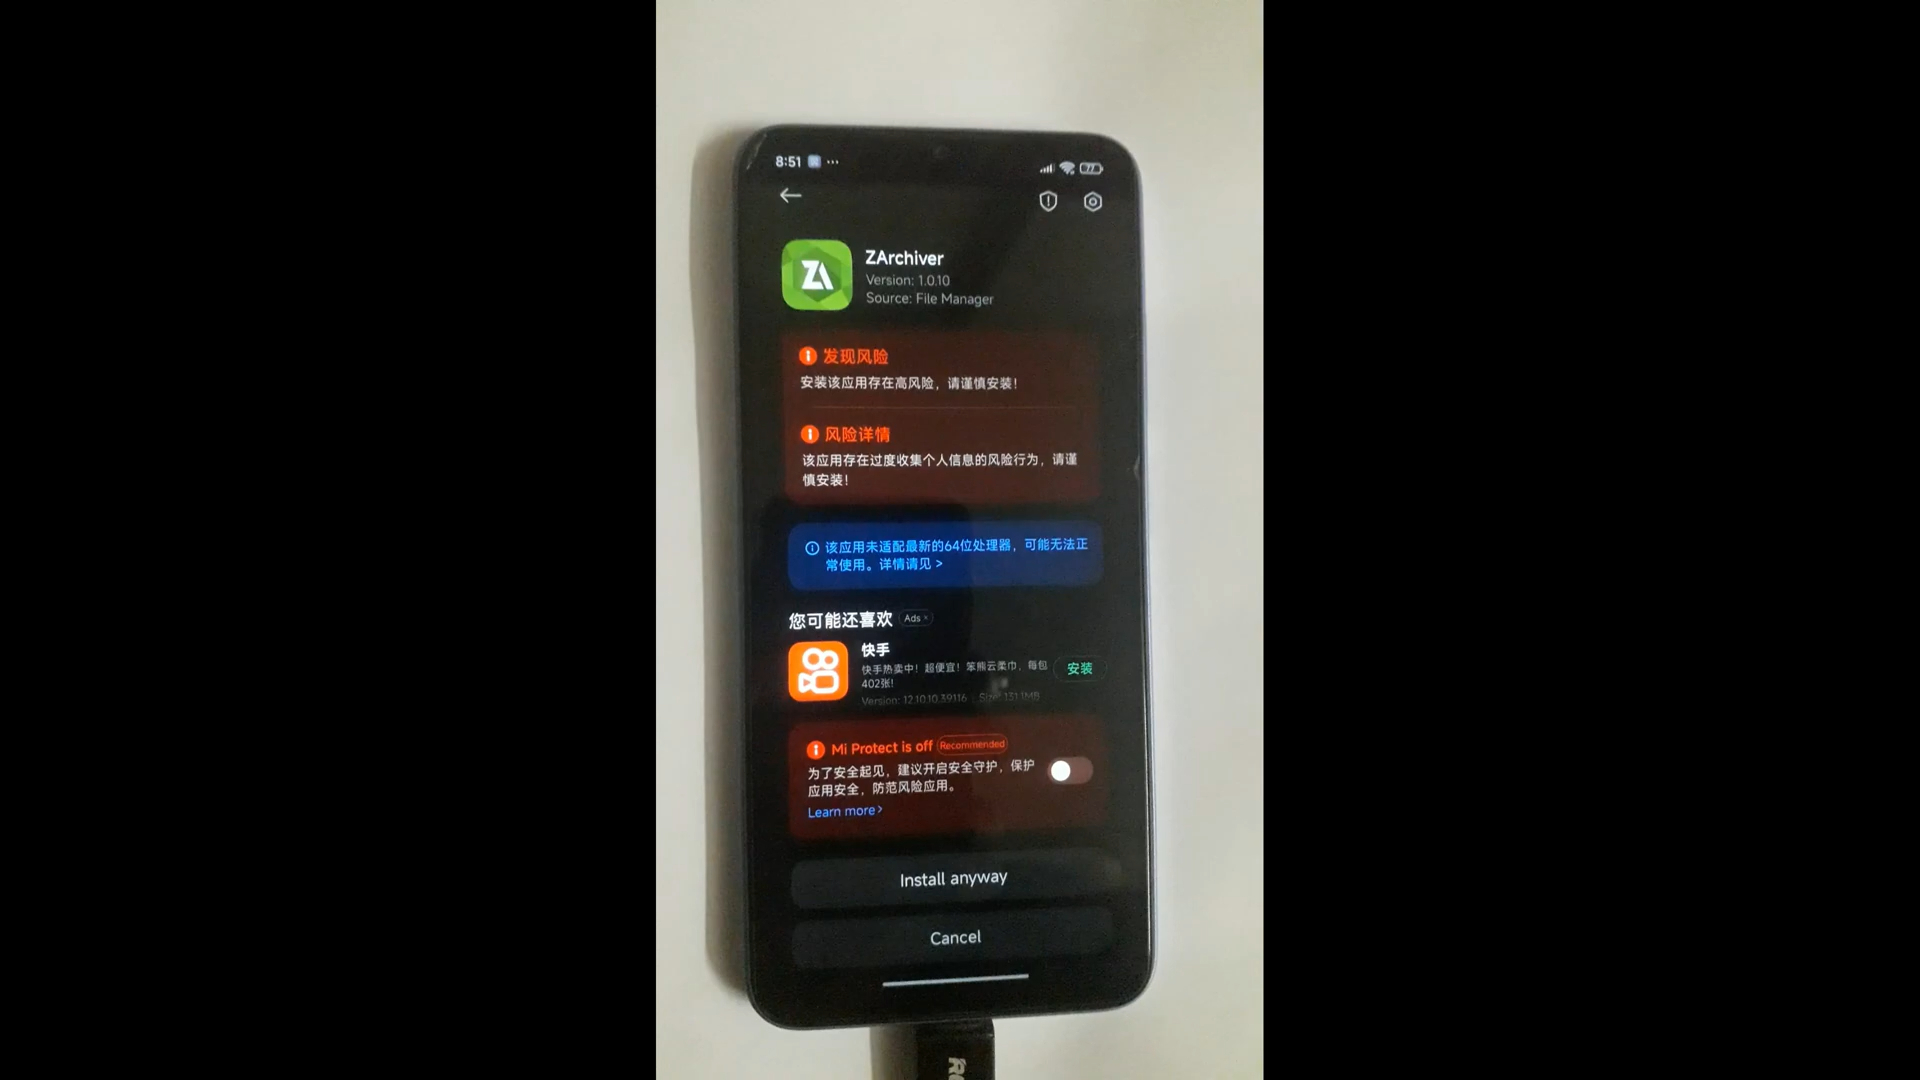 8:51
77
ZA
ZArchiver
Version: 1.0.10
Source: File Manager
发现风险
安装该应用存在高风险，请谨慎安装！
风险详情
该应用存在过度收集个人信息的风险行为，请谨
慎安装！
该应用未适配最新的64位处理器，可能无法正
常使用。详情请见 >
您可能还喜欢 Ads ×
快手
快手热卖中！超便宜！笨熊云柔巾，每包
402张！
安装
Version: 12.10.10.39116 | Size: 131.1MB
Mi Protect is off Recommended
为了安全起见，建议开启安全守护，保护
应用安全，防范风险应用。
Learn more >
Install anyway
Cancel